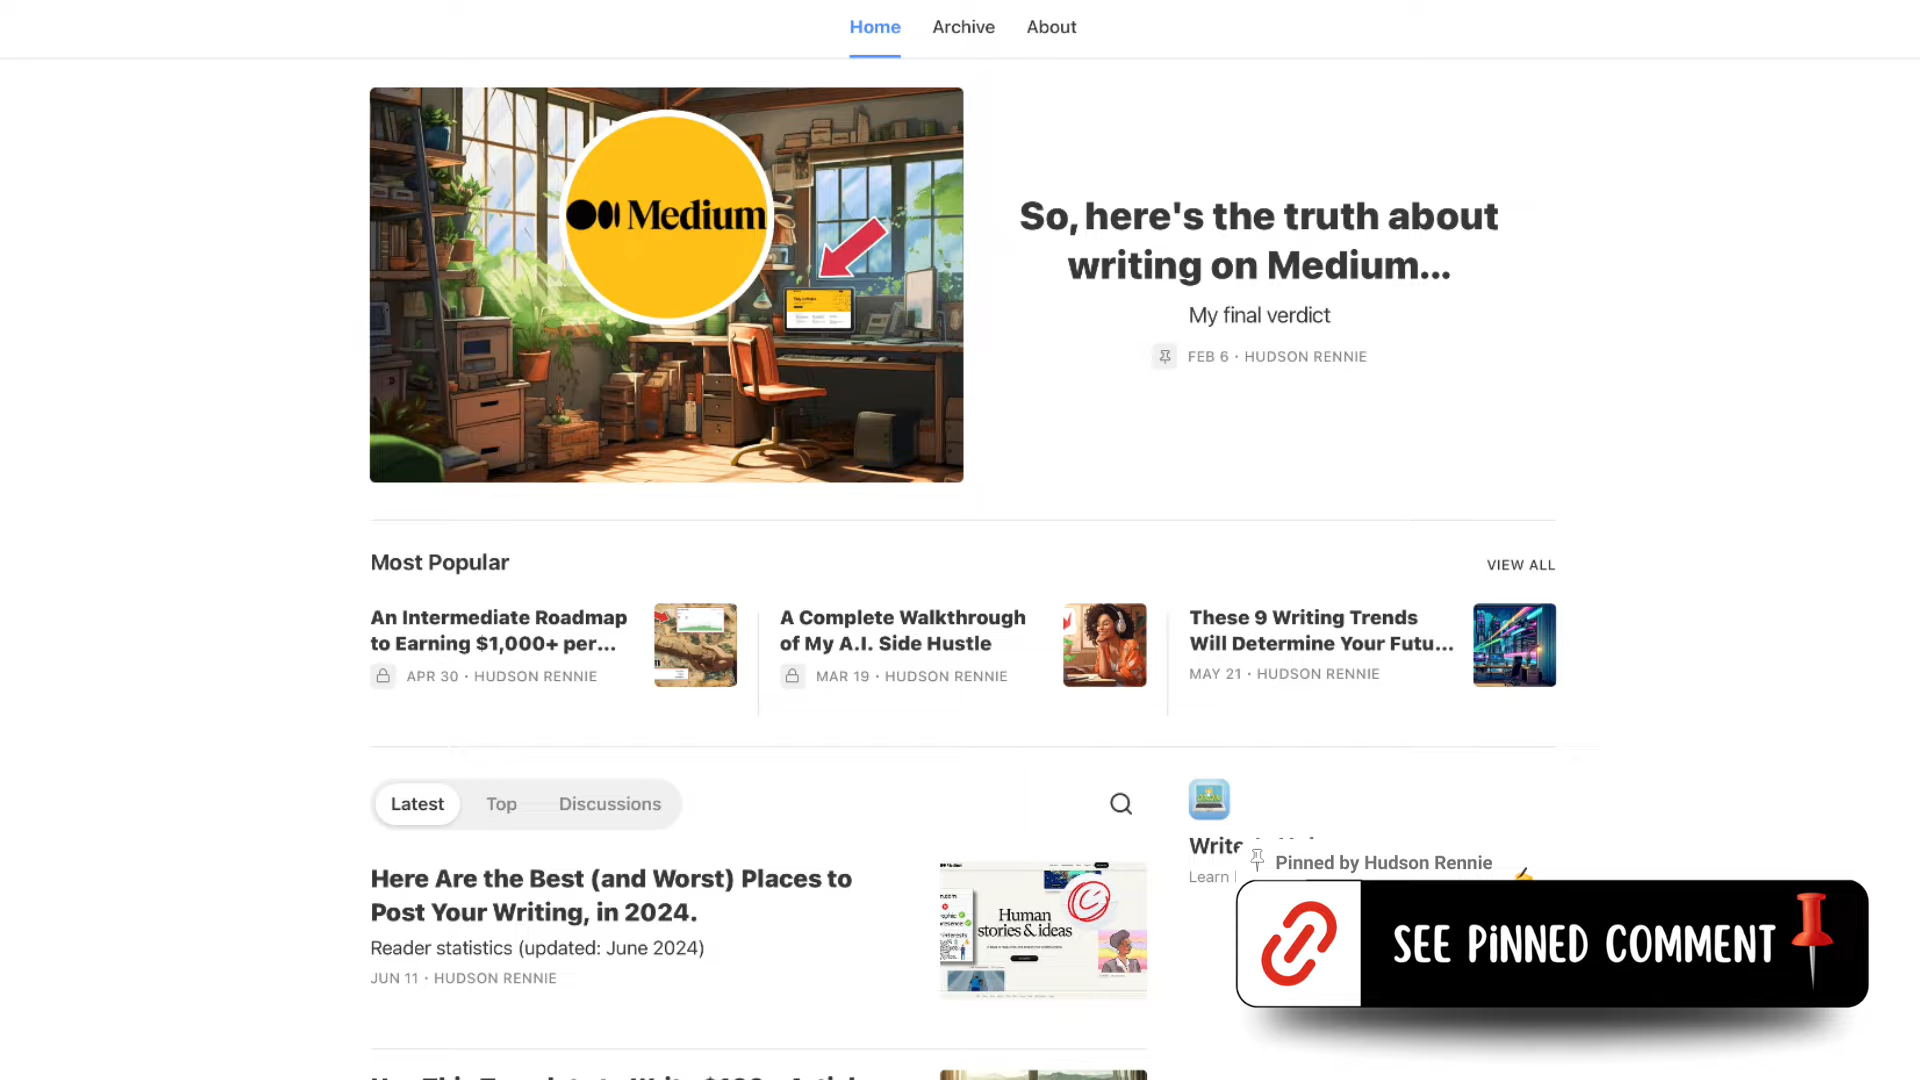 Home
Archive
About
Medium
So, here's the truth about
writing on Medium...
My final verdict
FEB 6 · HUDSON RENNIE
Most Popular
VIEW ALL
An Intermediate Roadmap
to Earning $1,000+ per...
APR 30 · HUDSON RENNIE
A Complete Walkthrough
of My A.I. Side Hustle
MAR 19 · HUDSON RENNIE
These 9 Writing Trends
Will Determine Your Futu...
MAY 21 · HUDSON RENNIE
Latest
Top
Discussions
Here Are the Best (and Worst) Places to
Post Your Writing, in 2024.
Reader statistics (updated: June 2024)
JUN 11 · HUDSON RENNIE
Human
stories & ideas
Write
Learn
Pinned by Hudson Rennie
SEE PINNED COMMENT